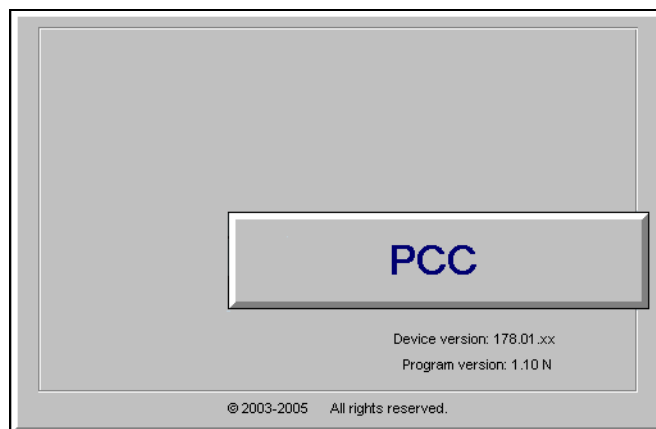 PCC
Device version: 178.01.xx
Program version: 1.10 N
© 2003-2005 All rights reserved.